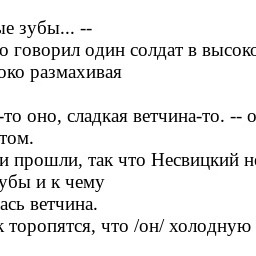 ые зубы... --
о говорил один солдат в высоко
око размахивая
-то оно, сладкая ветчина-то. -- о
том.
и прошли, так что Несвицкий не
убы и к чему
ась ветчина.
к торопятся, что /он/ холодную